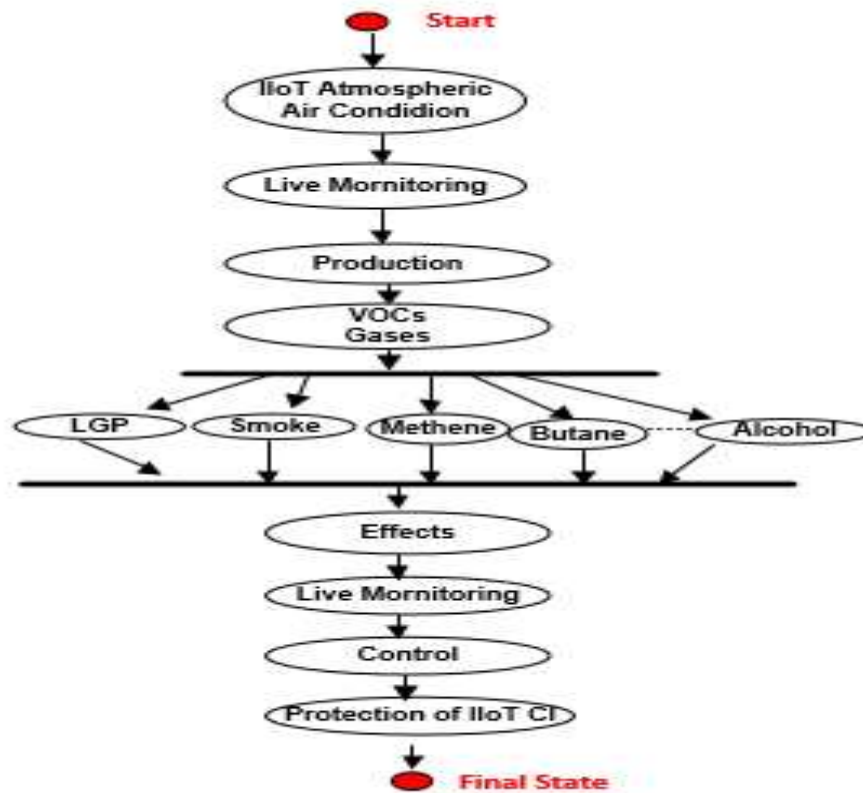 Start
IIoT Atmospheric
Air Condidion
Live Mornitoring
Production
VOCs
Gases
LGP Smoke Methene Butane Alcohol
Effects
Live Mornitoring
Control
Protection of IIoT CI
Final State